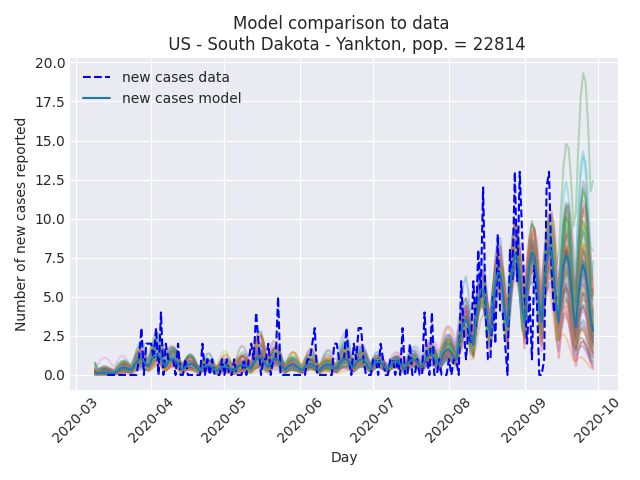 Model comparison to data
US - South Dakota - Yankton, pop. = 22814
new cases data
new cases model
Number of new cases reported
20.0
17.5
15.0
12.5
10.0
7.5
5.0
2.5
0.0
2020-03
2020-04
2020-05
2020-06
2020-07
2020-08
2020-09
2020-10
Day